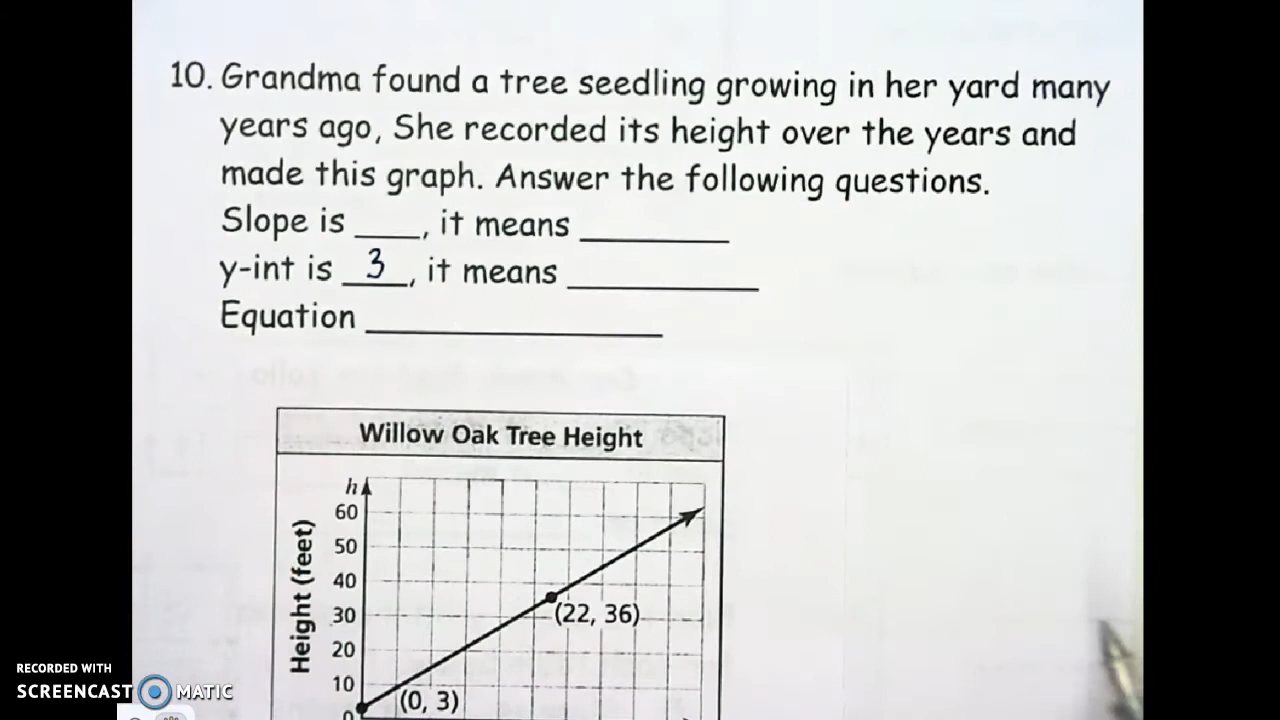 10. Grandma found a tree seedling growing in her yard many
years ago, She recorded its height over the years and
made this graph. Answer the following questions.
Slope is ____, it means _________
y-int is 3, it means ___________
Equation _________________
Willow Oak Tree Height
h
60
50
40
30
20
10
0
Height (feet)
(22, 36)
(0, 3)
RECORDED WITH
SCREENCAST MATIC